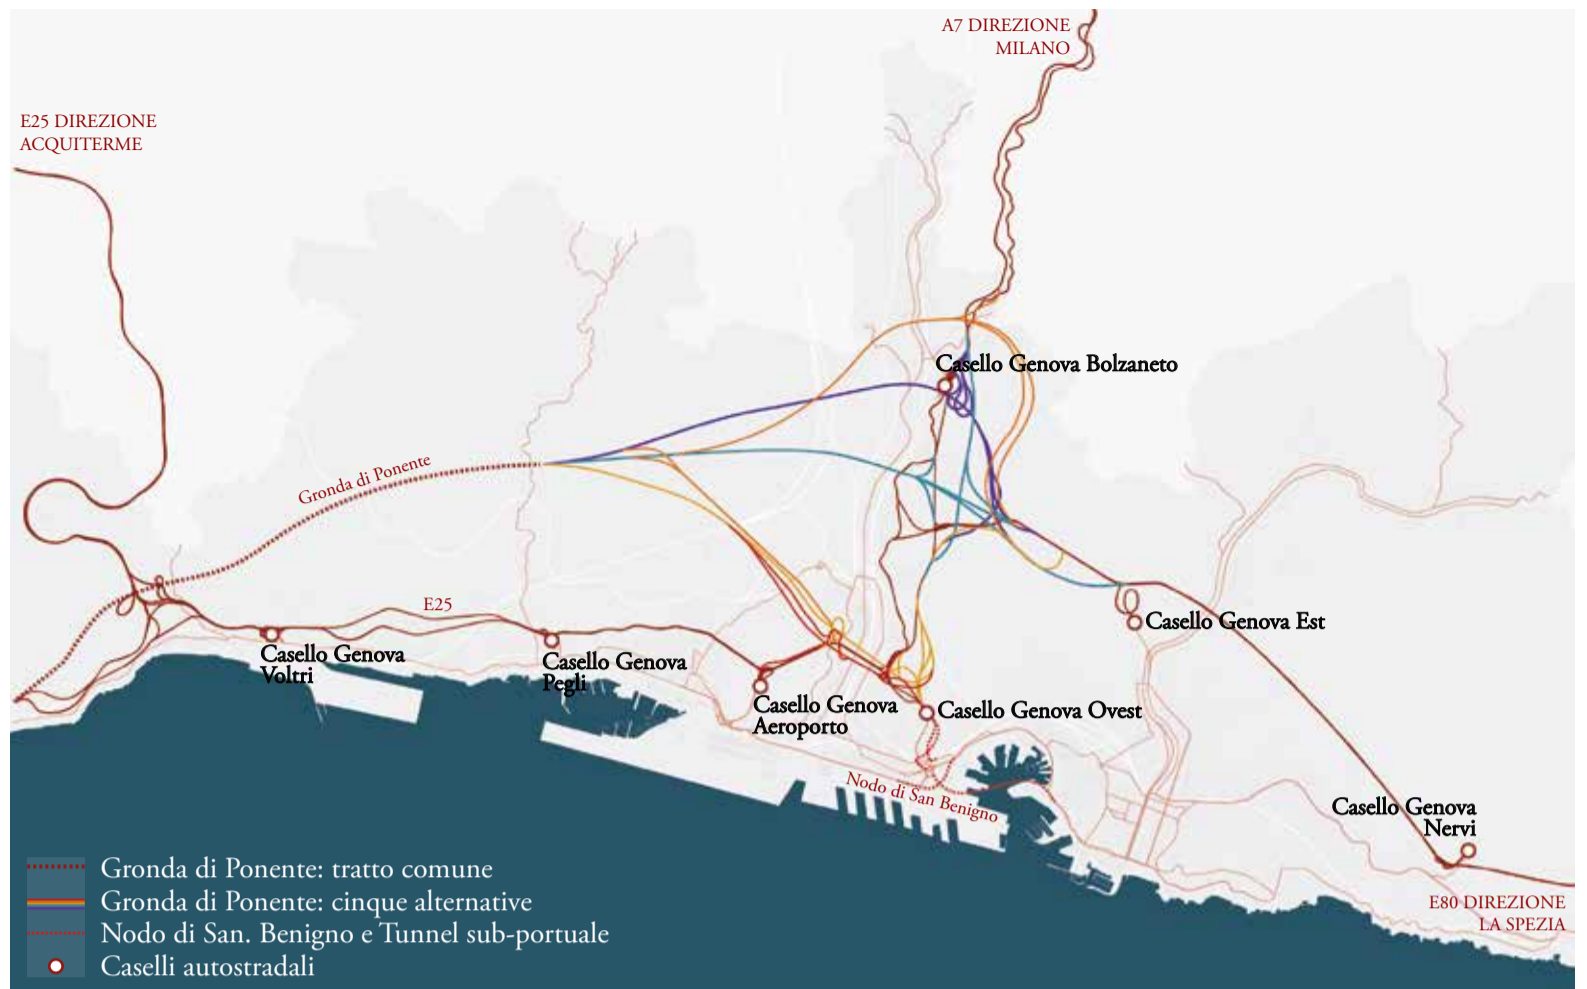 A7 DIREZIONE
MILANO
E25 DIREZIONE
ACQUITERME
Casello Genova Bolzaneto
Gronda di Ponente
E25
Casello Genova Est
Casello Genova
Voltri
Casello Genova
Pegli
Casello Genova
Aeroporto
Casello Genova Ovest
Nodo di San Benigno
Casello Genova
Nervi
E80 DIREZIONE
LA SPEZIA
Gronda di Ponente: tratto comune
Gronda di Ponente: cinque alternative
Nodo di San. Benigno e Tunnel sub-portuale
Caselli autostradali